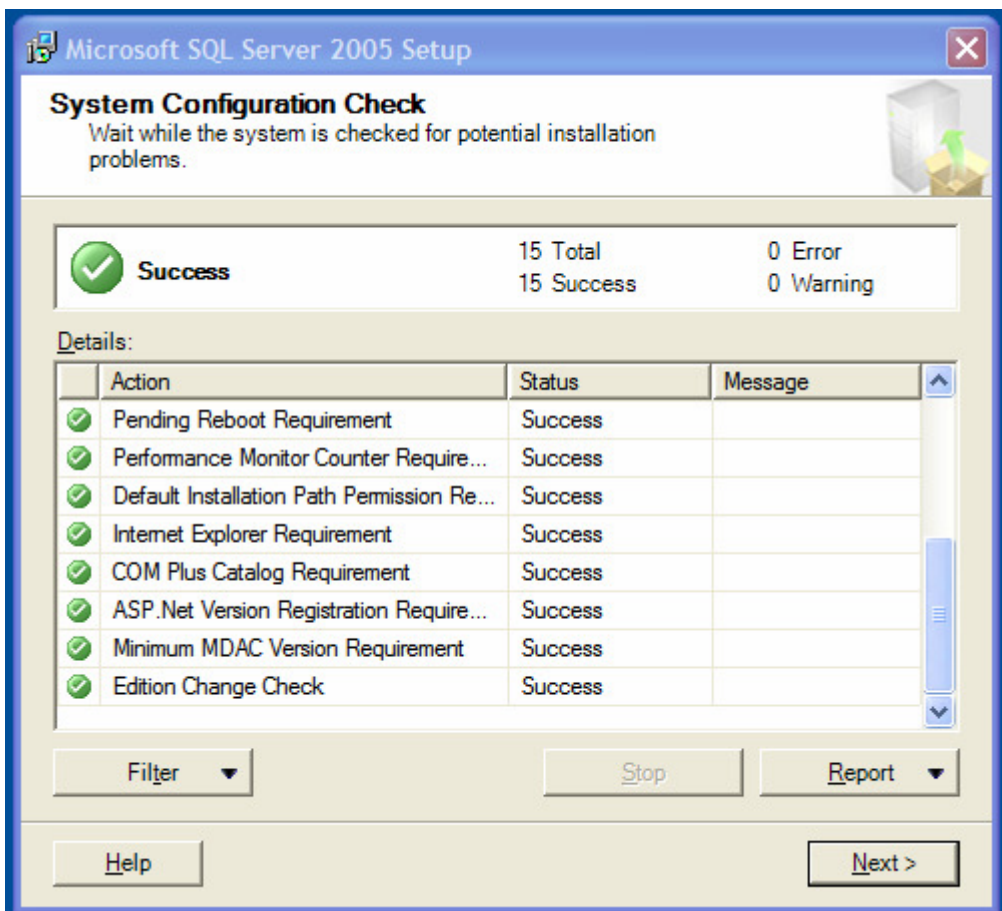 Microsoft SQL Server 2005 Setup
System Configuration Check
Wait while the system is checked for potential installation
problems.
Success
15 Total
0 Error
15 Success
0 Warning
Details:
Action Status Message
Pending Reboot Requirement Success
Performance Monitor Counter Require... Success
Default Installation Path Permission Re... Success
Internet Explorer Requirement Success
COM Plus Catalog Requirement Success
ASP.Net Version Registration Require... Success
Minimum MDAC Version Requirement Success
Edition Change Check Success
Filter Stop Report
Help Next >